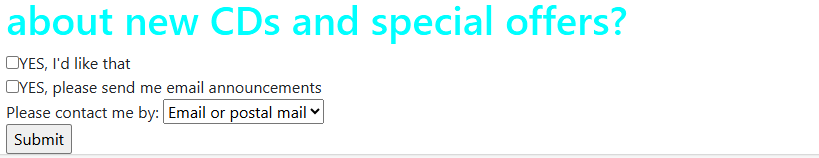 about new CDs and special offers?
YES, I'd like that
YES, please send me email announcements
Please contact me by: Email or postal mail
Submit